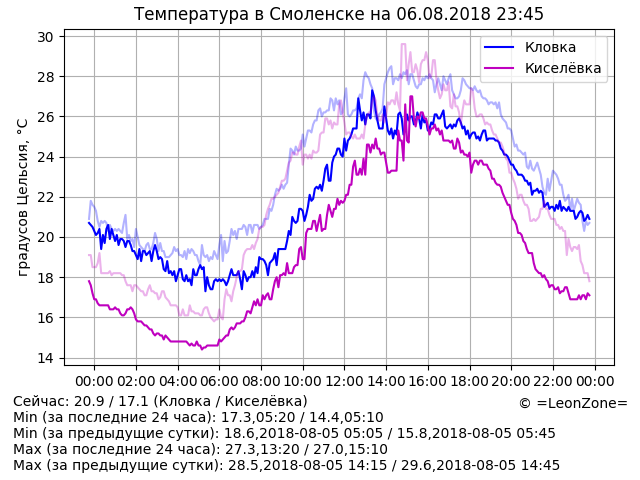 Температура в Смоленске на 06.08.2018 23:45
градусов Цельсия, °C
30
28
26
24
22
20
18
16
14
Кловка
Киселёвка
00:00 02:00 04:00 06:00 08:00 10:00 12:00 14:00 16:00 18:00 20:00 22:00 00:00
Сейчас: 20.9 / 17.1 (Кловка / Киселёвка)
© =LeonZone=
Min (за последние 24 часа): 17.3,05:20 / 14.4,05:10
Min (за предыдущие сутки): 18.6,2018-08-05 05:05 / 15.8,2018-08-05 05:45
Max (за последние 24 часа): 27.3,13:20 / 27.0,15:10
Max (за предыдущие сутки): 28.5,2018-08-05 14:15 / 29.6,2018-08-05 14:45